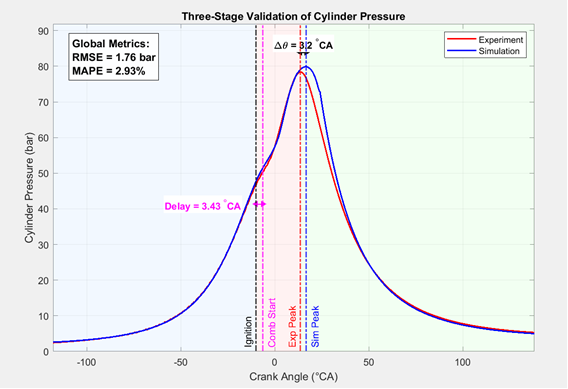 Three-Stage Validation of Cylinder Pressure
Global Metrics:
RMSE = 1.76 bar
MAPE = 2.93%
Δθ = 3.2 °CA
Experiment
Simulation
Delay = 3.43 °CA
Ignition
Comb Start
Exp Peak
Sim Peak
Cylinder Pressure (bar)
90
80
70
60
50
40
30
20
10
0
-100
-50
0
50
100
Crank Angle (°CA)